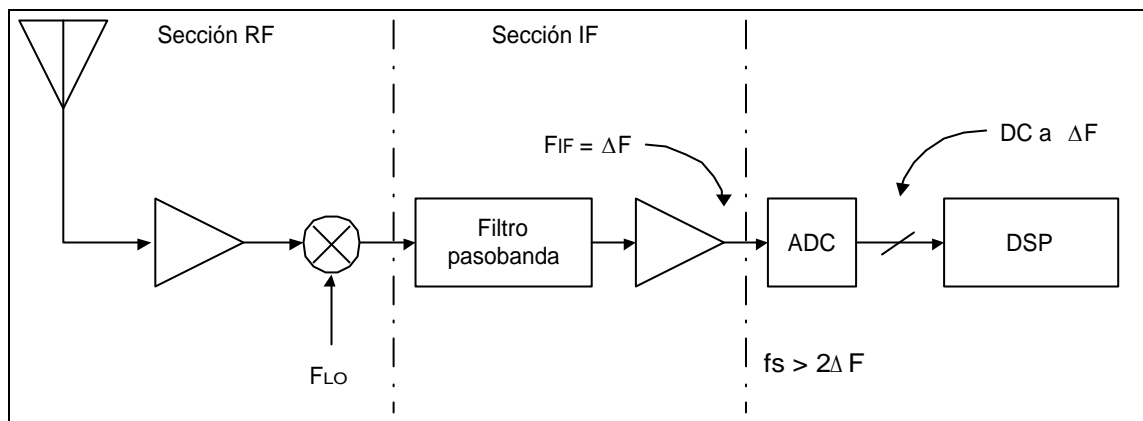 Sección RF
Sección IF
FIF = ΔF
DC a ΔF
Filtro
pasobanda
ADC
DSP
FLO
fs > 2Δ F